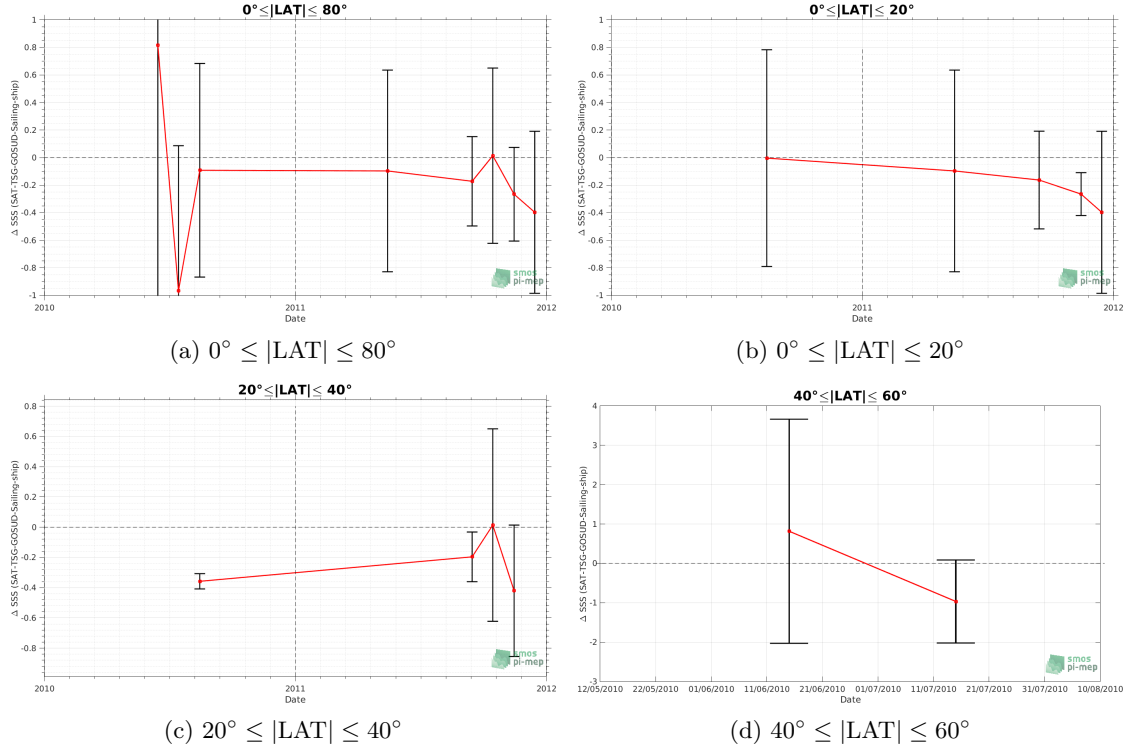 0°≤|LAT|≤ 80°
Δ SSS (SAT-TSG-GOSUD-Sailing-ship)
1
0.8
0.6
0.4
0.2
0
-0.2
-0.4
-0.6
-0.8
-1
smos
pi-mep
2010
2011
2012
Date
(a) 0° ≤ |LAT| ≤ 80°
0°≤|LAT|≤ 20°
Δ SSS (SAT-TSG-GOSUD-Sailing-ship)
1
0.8
0.6
0.4
0.2
0
-0.2
-0.4
-0.6
-0.8
-1
smos
pi-mep
2010
2011
2012
Date
(b) 0° ≤ |LAT| ≤ 20°
20°≤|LAT|≤ 40°
Δ SSS (SAT-TSG-GOSUD-Sailing-ship)
0.8
0.6
0.4
0.2
0
-0.2
-0.4
-0.6
-0.8
smos
pi-mep
2010
2011
2012
Date
(c) 20° ≤ |LAT| ≤ 40°
40°≤|LAT|≤ 60°
Δ SSS (SAT-TSG-GOSUD-Sailing-ship)
4
3
2
1
0
-1
-2
-3
smos
pi-mep
12/05/2010
22/05/2010
01/06/2010
11/06/2010
21/06/2010
01/07/2010
11/07/2010
21/07/2010
31/07/2010
10/08/2010
Date
(d) 40° ≤ |LAT| ≤ 60°